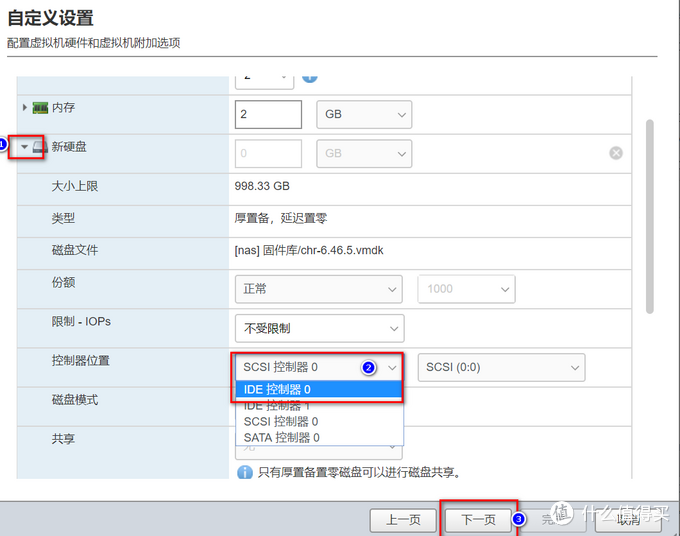 自定义设置
配置虚拟机硬件和虚拟机附加选项
内存 2 GB
1 新硬盘 0 GB
大小上限 998.33 GB
类型 厚置备，延迟置零
磁盘文件 [nas] 固件库/chr-6.46.5.vmdk
份额 正常 1000
限制 - IOPs 不受限制
控制器位置 SCSI 控制器 0 2 SCSI (0:0)
IDE 控制器 0
磁盘模式 IDE 控制器 1
SCSI 控制器 0
共享 SATA 控制器 0
只有厚置备置零磁盘可以进行磁盘共享。
上一页 下一页 3 完 取消
值 什么值得买